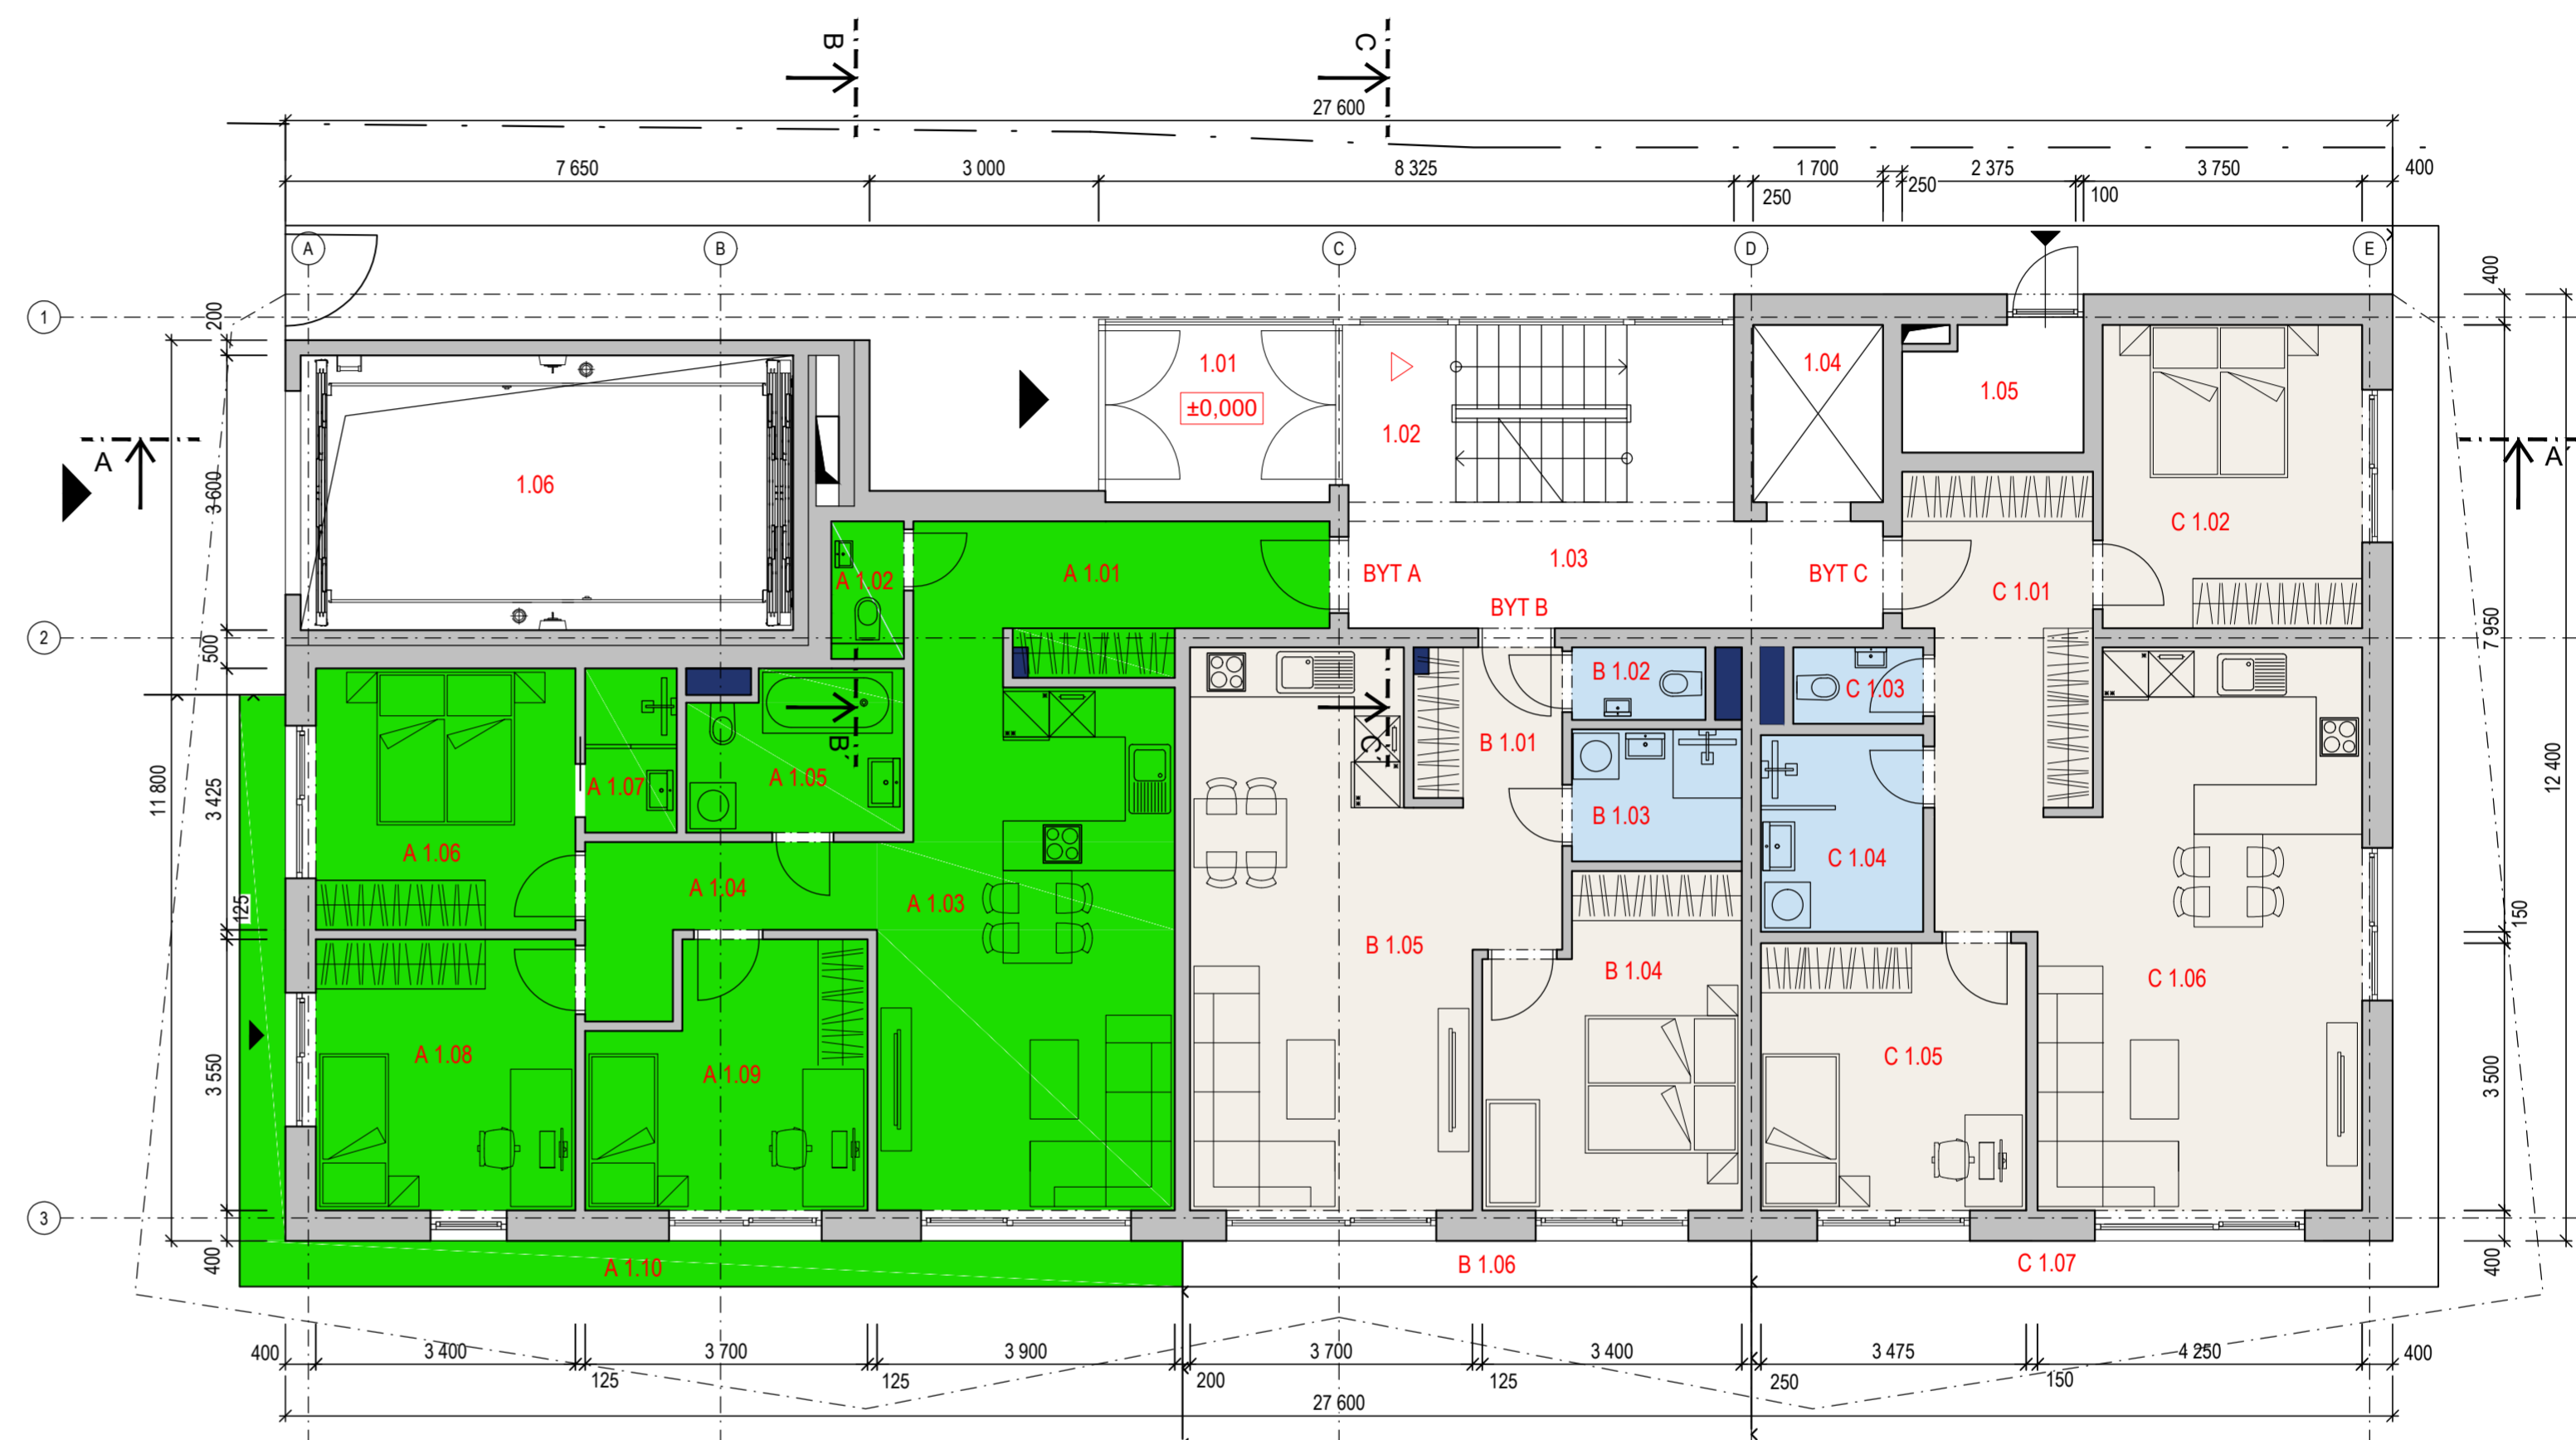 B
C
27 600
7 650
3 000
8 325
250
1 700
250
2 375
100
3 750
400
A
B
C
D
E
1
200
400
1.01
±0,000
1.02
1.04
1.05
A
3 600
1.06
A´
C 1.02
A 1.02
A 1.01
BYT A
1.03
BYT B
BYT C
C 1.01
2
500
7 950
B 1.02
C 1.03
B´
C´
B 1.01
A 1.07
A 1.05
11 800
3 425
12 400
B 1.03
A 1.06
C 1.04
A 1.04
A 1.03
125
150
B 1.05
B 1.04
C 1.06
A 1.08
A 1.09
C 1.05
3 550
3 500
3
400
400
A 1.10
B 1.06
C 1.07
400
3 400
125
3 700
125
3 900
200
3 700
125
3 400
250
3 475
150
4 250
400
27 600